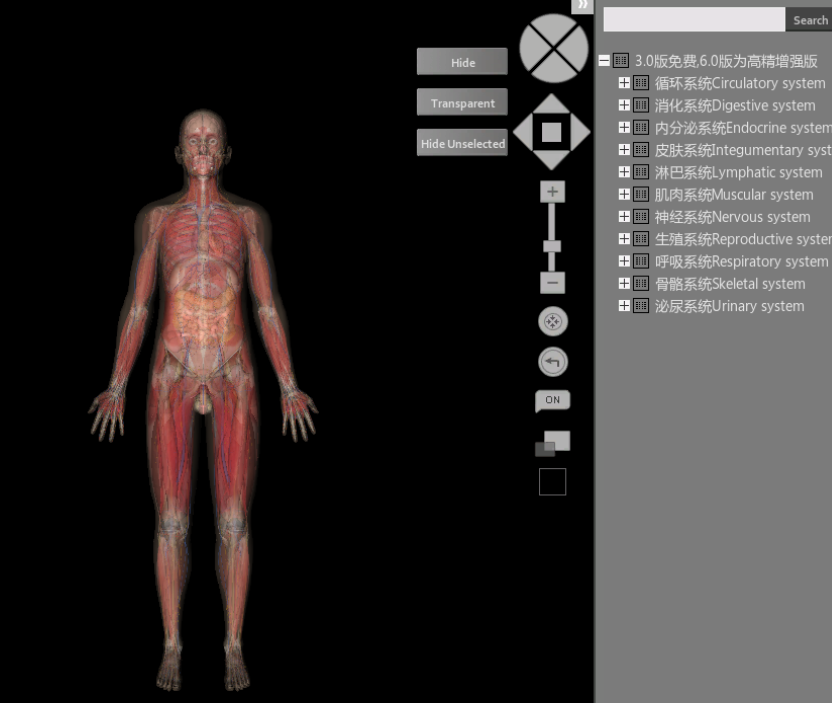 »
Search
Hide
3.0版免费,6.0版为高精增强版
循环系统Circulatory system
Transparent
消化系统Digestive system
内分泌系统Endocrine system
Hide Unselected
皮肤系统Integumentary syst
淋巴系统Lymphatic system
肌肉系统Muscular system
神经系统Nervous system
生殖系统Reproductive syster
呼吸系统Respiratory system
骨骼系统Skeletal system
泌尿系统Urinary system
ON